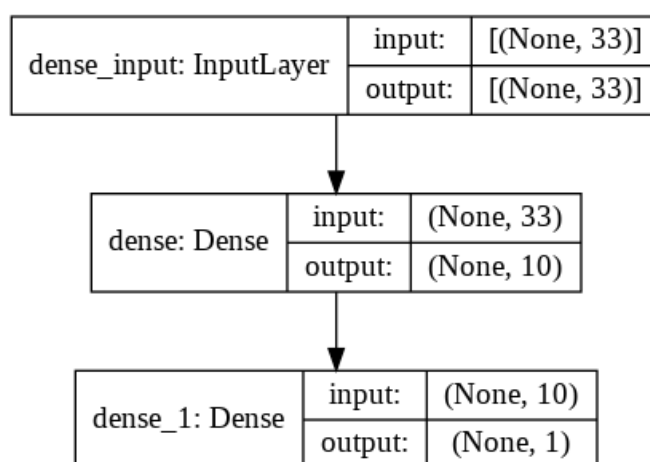 dense_input: InputLayer
input: [(None, 33)]
output: [(None, 33)]
dense: Dense
input: (None, 33)
output: (None, 10)
dense_1: Dense
input: (None, 10)
output: (None, 1)